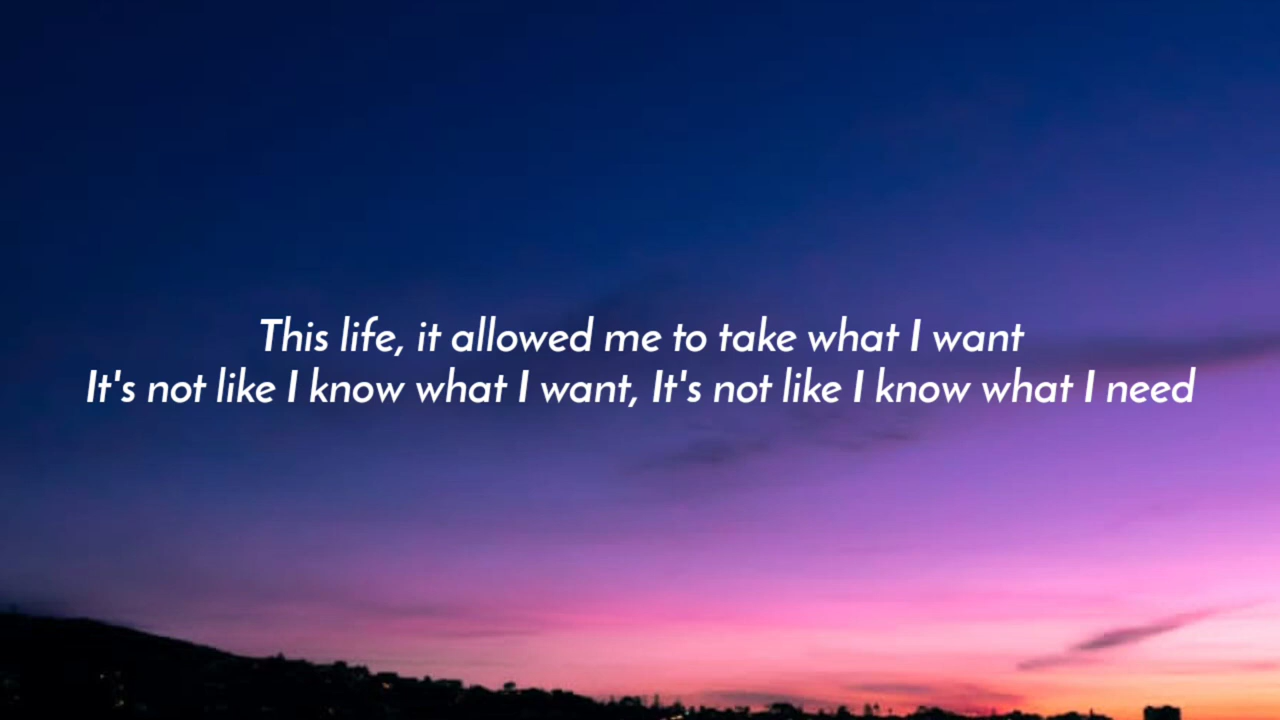 This life, it allowed me to take what I want
It's not like I know what I want, It's not like I know what I need